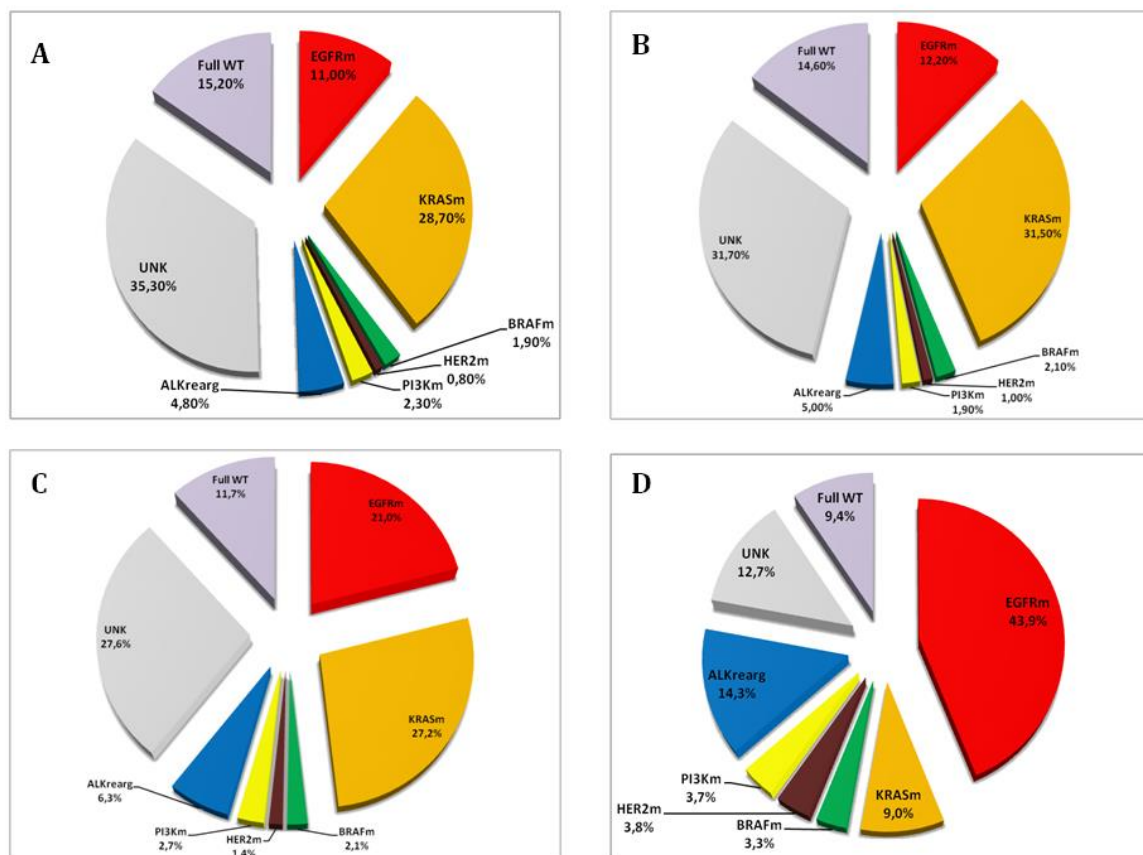 A
Full WT
15,20%
EGFRm
11,00%
KRASm
28,70%
BRAFm
1,90%
HER2m
0,80%
PI3Km
2,30%
ALKrearg
4,80%
UNK
35,30%
B
Full WT
14,60%
EGFRm
12,20%
KRASm
31,50%
BRAFm
2,10%
HER2m
1,00%
PI3Km
1,90%
ALKrearg
5,00%
UNK
31,70%
C
Full WT
11,7%
EGFRm
21,0%
KRASm
27,2%
BRAFm
2,1%
HER2m
1,4%
PI3Km
2,7%
ALKrearg
6,3%
UNK
27,6%
D
Full WT
9,4%
EGFRm
43,9%
KRASm
9,0%
BRAFm
3,3%
HER2m
3,8%
PI3Km
3,7%
ALKrearg
14,3%
UNK
12,7%